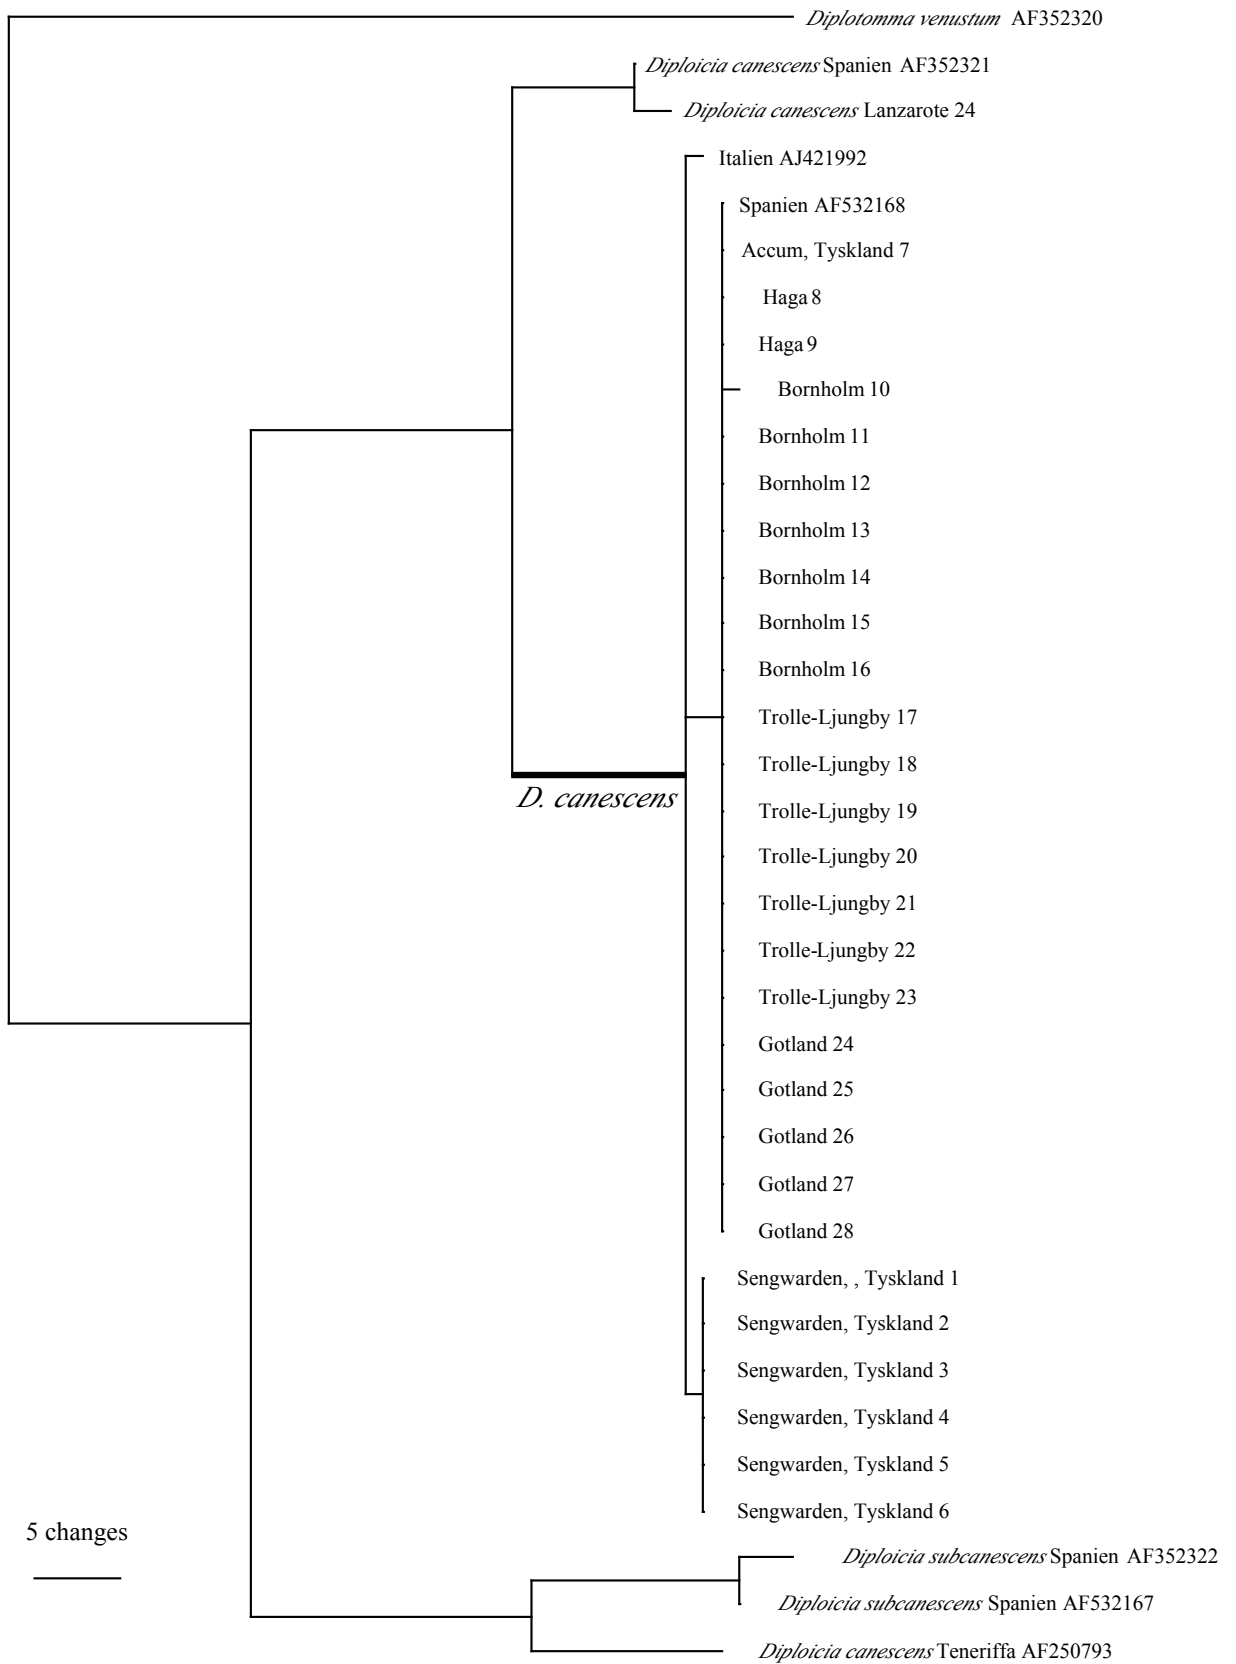 Diplotomma venustum AF352320
Diploicia canescens Spanien AF352321
Diploicia canescens Lanzarote 24
Italien AJ421992
Spanien AF532168
Accum, Tyskland 7
Haga 8
Haga 9
Bornholm 10
Bornholm 11
Bornholm 12
Bornholm 13
Bornholm 14
Bornholm 15
Bornholm 16
Trolle-Ljungby 17
Trolle-Ljungby 18
D. canescens
Trolle-Ljungby 19
Trolle-Ljungby 20
Trolle-Ljungby 21
Trolle-Ljungby 22
Trolle-Ljungby 23
Gotland 24
Gotland 25
Gotland 26
Gotland 27
Gotland 28
Sengwarden, , Tyskland 1
Sengwarden, Tyskland 2
Sengwarden, Tyskland 3
Sengwarden, Tyskland 4
Sengwarden, Tyskland 5
Sengwarden, Tyskland 6
5 changes
Diploicia subcanescens Spanien AF352322
Diploicia subcanescens Spanien AF532167
Diploicia canescens Teneriffa AF250793